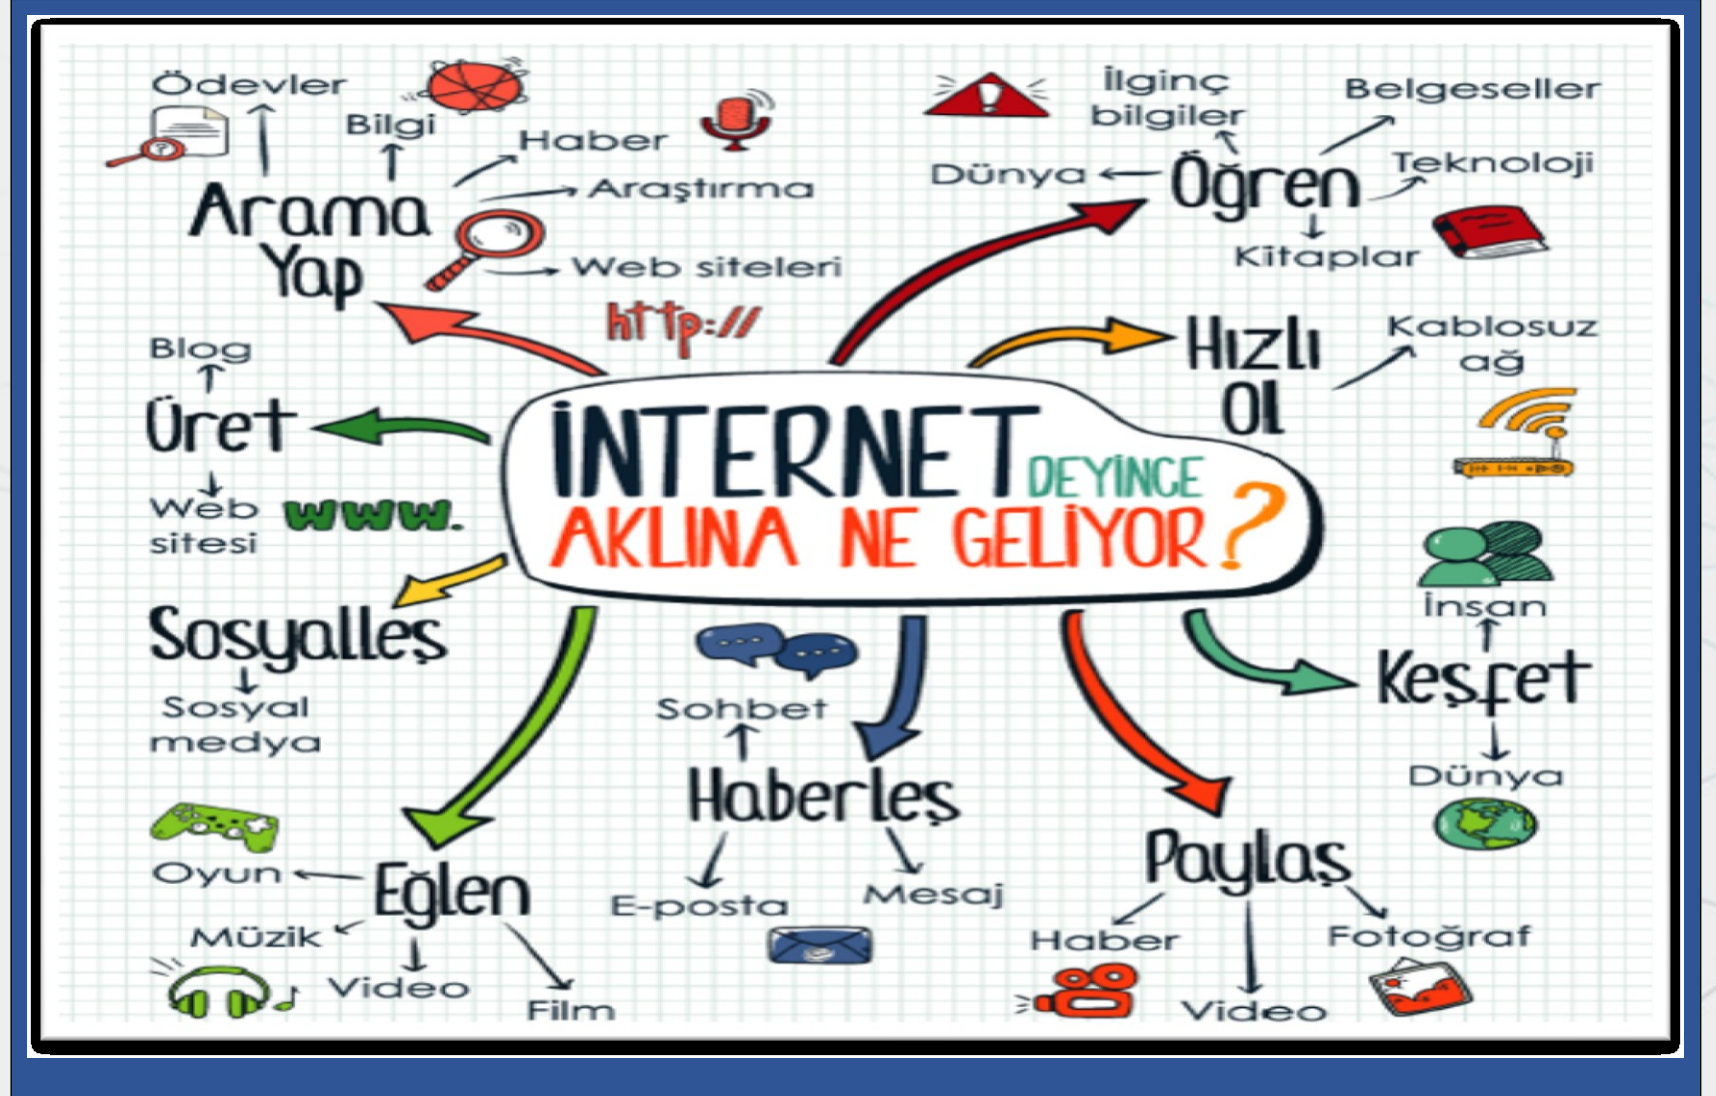 Ödevler
Bilgi
Haber
Araştırma
Arama
Yap
Web siteleri
http://
İlginç
bilgiler
Belgeseller
Dünya
Öğren
Teknoloji
Kitaplar
Hızlı
Ol
Kablosuz
ağ
Blog
Üret
Web
sitesi
www.
İNTERNET DEYİNCE
AKLINA NE GELİYOR?
Sosyalleş
Sosyal
medya
İnsan
Keşfet
Dünya
Sohbet
Haberleş
E-posta
Mesaj
Oyun
Eğlen
Müzik
Video
Film
Paylaş
Haber
Video
Fotoğraf